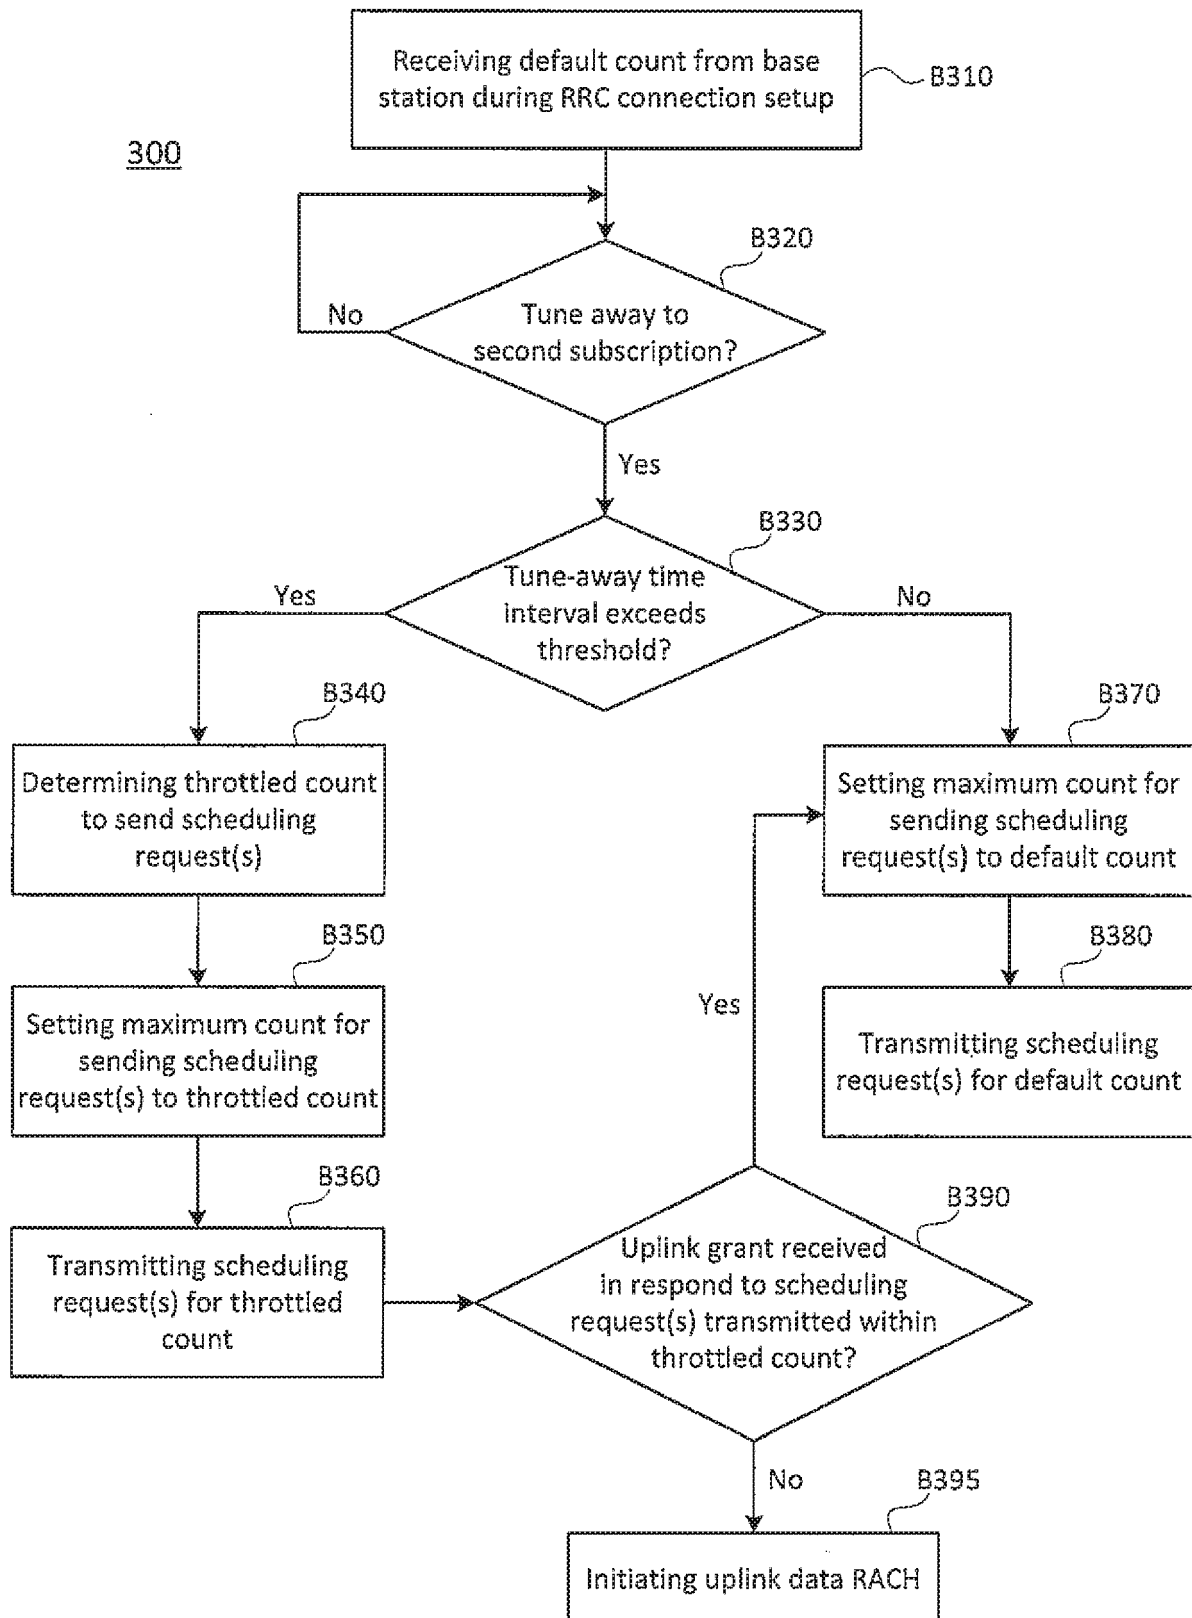 Receiving default count from base
station during RRC connection setup
B310
300
B320
No
Tune away to
second subscription?
Yes
B330
Yes
Tune-away time
interval exceeds
threshold?
No
B340
Determining throttled count
to send scheduling
request(s)
B370
Setting maximum count for
sending scheduling
request(s) to default count
B350
Setting maximum count for
sending scheduling
request(s) to throttled count
B380
Transmitting scheduling
request(s) for default count
Yes
B360
Transmitting scheduling
request(s) for throttled
count
B390
Uplink grant received
in respond to scheduling
request(s) transmitted within
throttled count?
No
B395
Initiating uplink data RACH